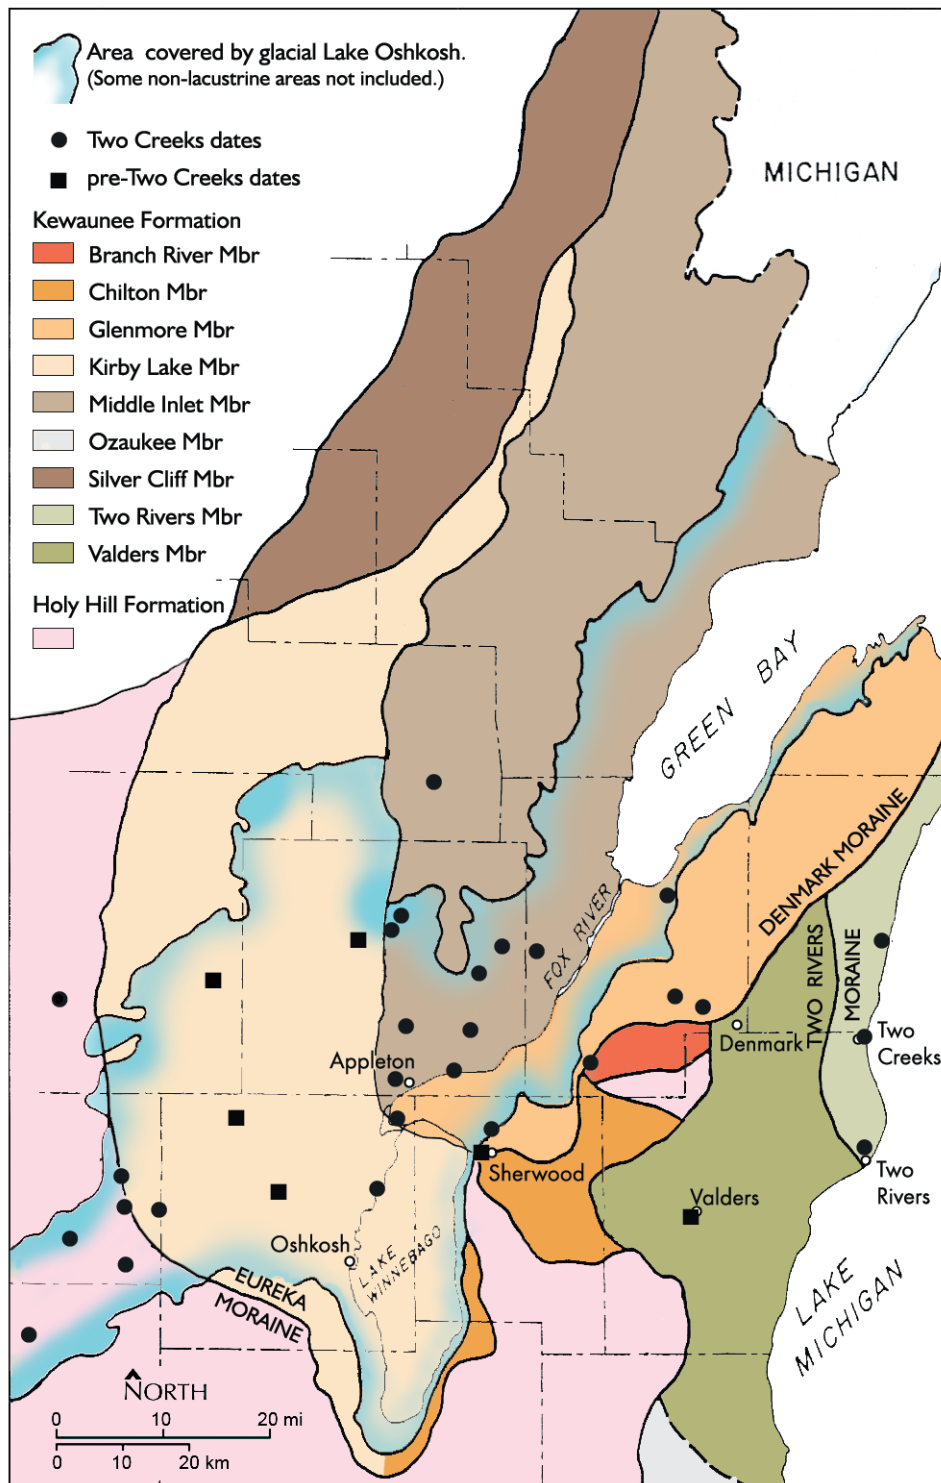 Area covered by glacial Lake Oshkosh.
(Some non-lacustrine areas not included.)
Two Creeks dates
pre-Two Creeks dates
Kewaunee Formation
Branch River Mbr
Chilton Mbr
Glenmore Mbr
Kirby Lake Mbr
Middle Inlet Mbr
Ozaukee Mbr
Silver Cliff Mbr
Two Rivers Mbr
Valders Mbr
Holy Hill Formation
MICHIGAN
GREEN BAY
DENMARK MORAINE
FOX RIVER
TWO RIVERS
MORAINE
Denmark
Two
Creeks
Appleton
Sherwood
Two
Rivers
Valders
Oshkosh
LAKE
WINNEBAGO
EUREKA
MORAINE
LAKE
MICHIGAN
NORTH
0 10 20 mi
0 10 20 km